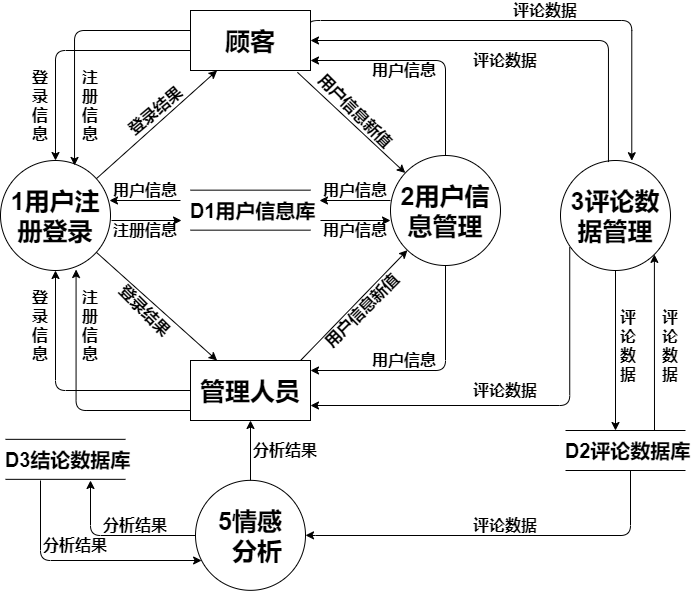 评论数据
顾客
评论数据
用户信息
登录信息
注册信息
登录结果
用户信息新值
1用户注
册登录
用户信息
注册信息
D1用户信息库
用户信息
用户信息
2用户信
息管理
3评论数
据管理
登录信息
注册信息
登录结果
用户信息新值
用户信息
评论数据
评论数据
管理人员
评论数据
分析结果
D3结论数据库
D2评论数据库
5情感
分析
分析结果
分析结果
评论数据